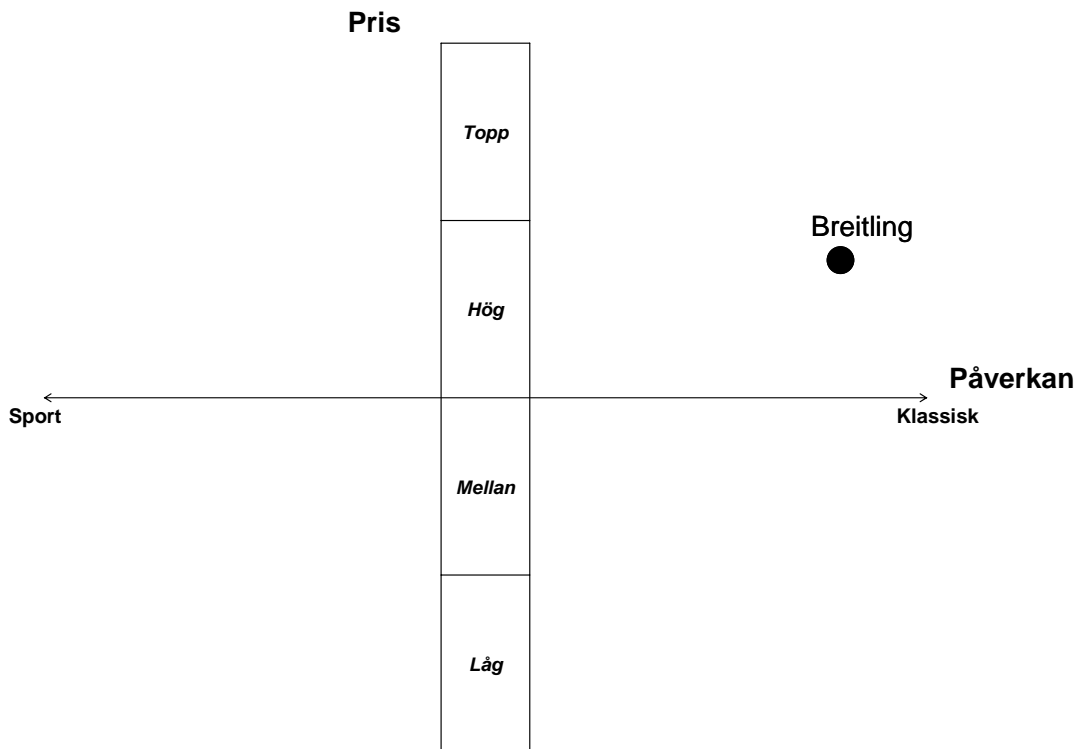 Pris
Topp
Breitling
Hög
Påverkan
Sport
Klassisk
Mellan
Låg